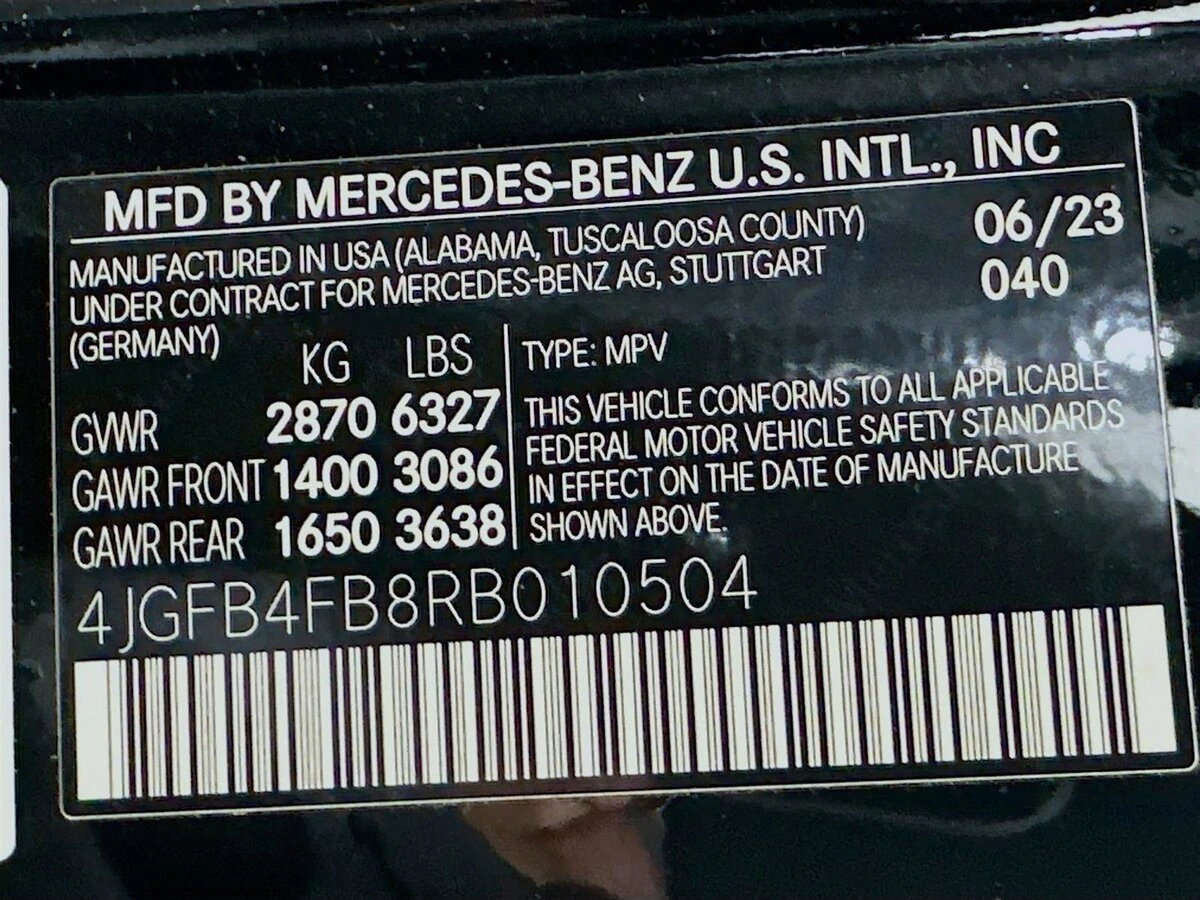 MFD BY MERCEDES-BENZ U.S. INTL., INC
MANUFACTURED IN USA (ALABAMA, TUSCALOOSA COUNTY)
UNDER CONTRACT FOR MERCEDES-BENZ AG, STUTTGART
(GERMANY)
06/23
040
KG LBS
GVWR 2870 6327
GAWR FRONT 1400 3086
GAWR REAR 1650 3638
TYPE: MPV
THIS VEHICLE CONFORMS TO ALL APPLICABLE
FEDERAL MOTOR VEHICLE SAFETY STANDARDS
IN EFFECT ON THE DATE OF MANUFACTURE
SHOWN ABOVE.
4JGFB4FB8RB010504